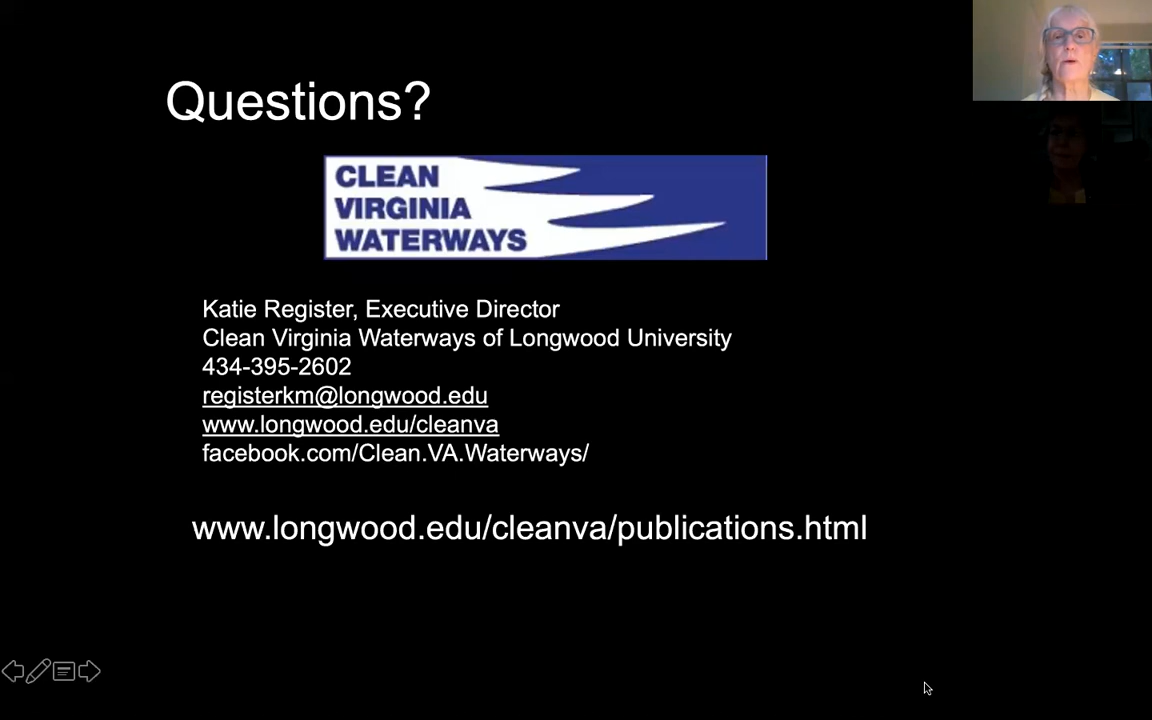 Questions?
CLEAN
VIRGINIA
WATERWAYS
Katie Register, Executive Director
Clean Virginia Waterways of Longwood University
434-395-2602
registerkm@longwood.edu
www.longwood.edu/cleanva
facebook.com/Clean.VA.Waterways/
www.longwood.edu/cleanva/publications.html